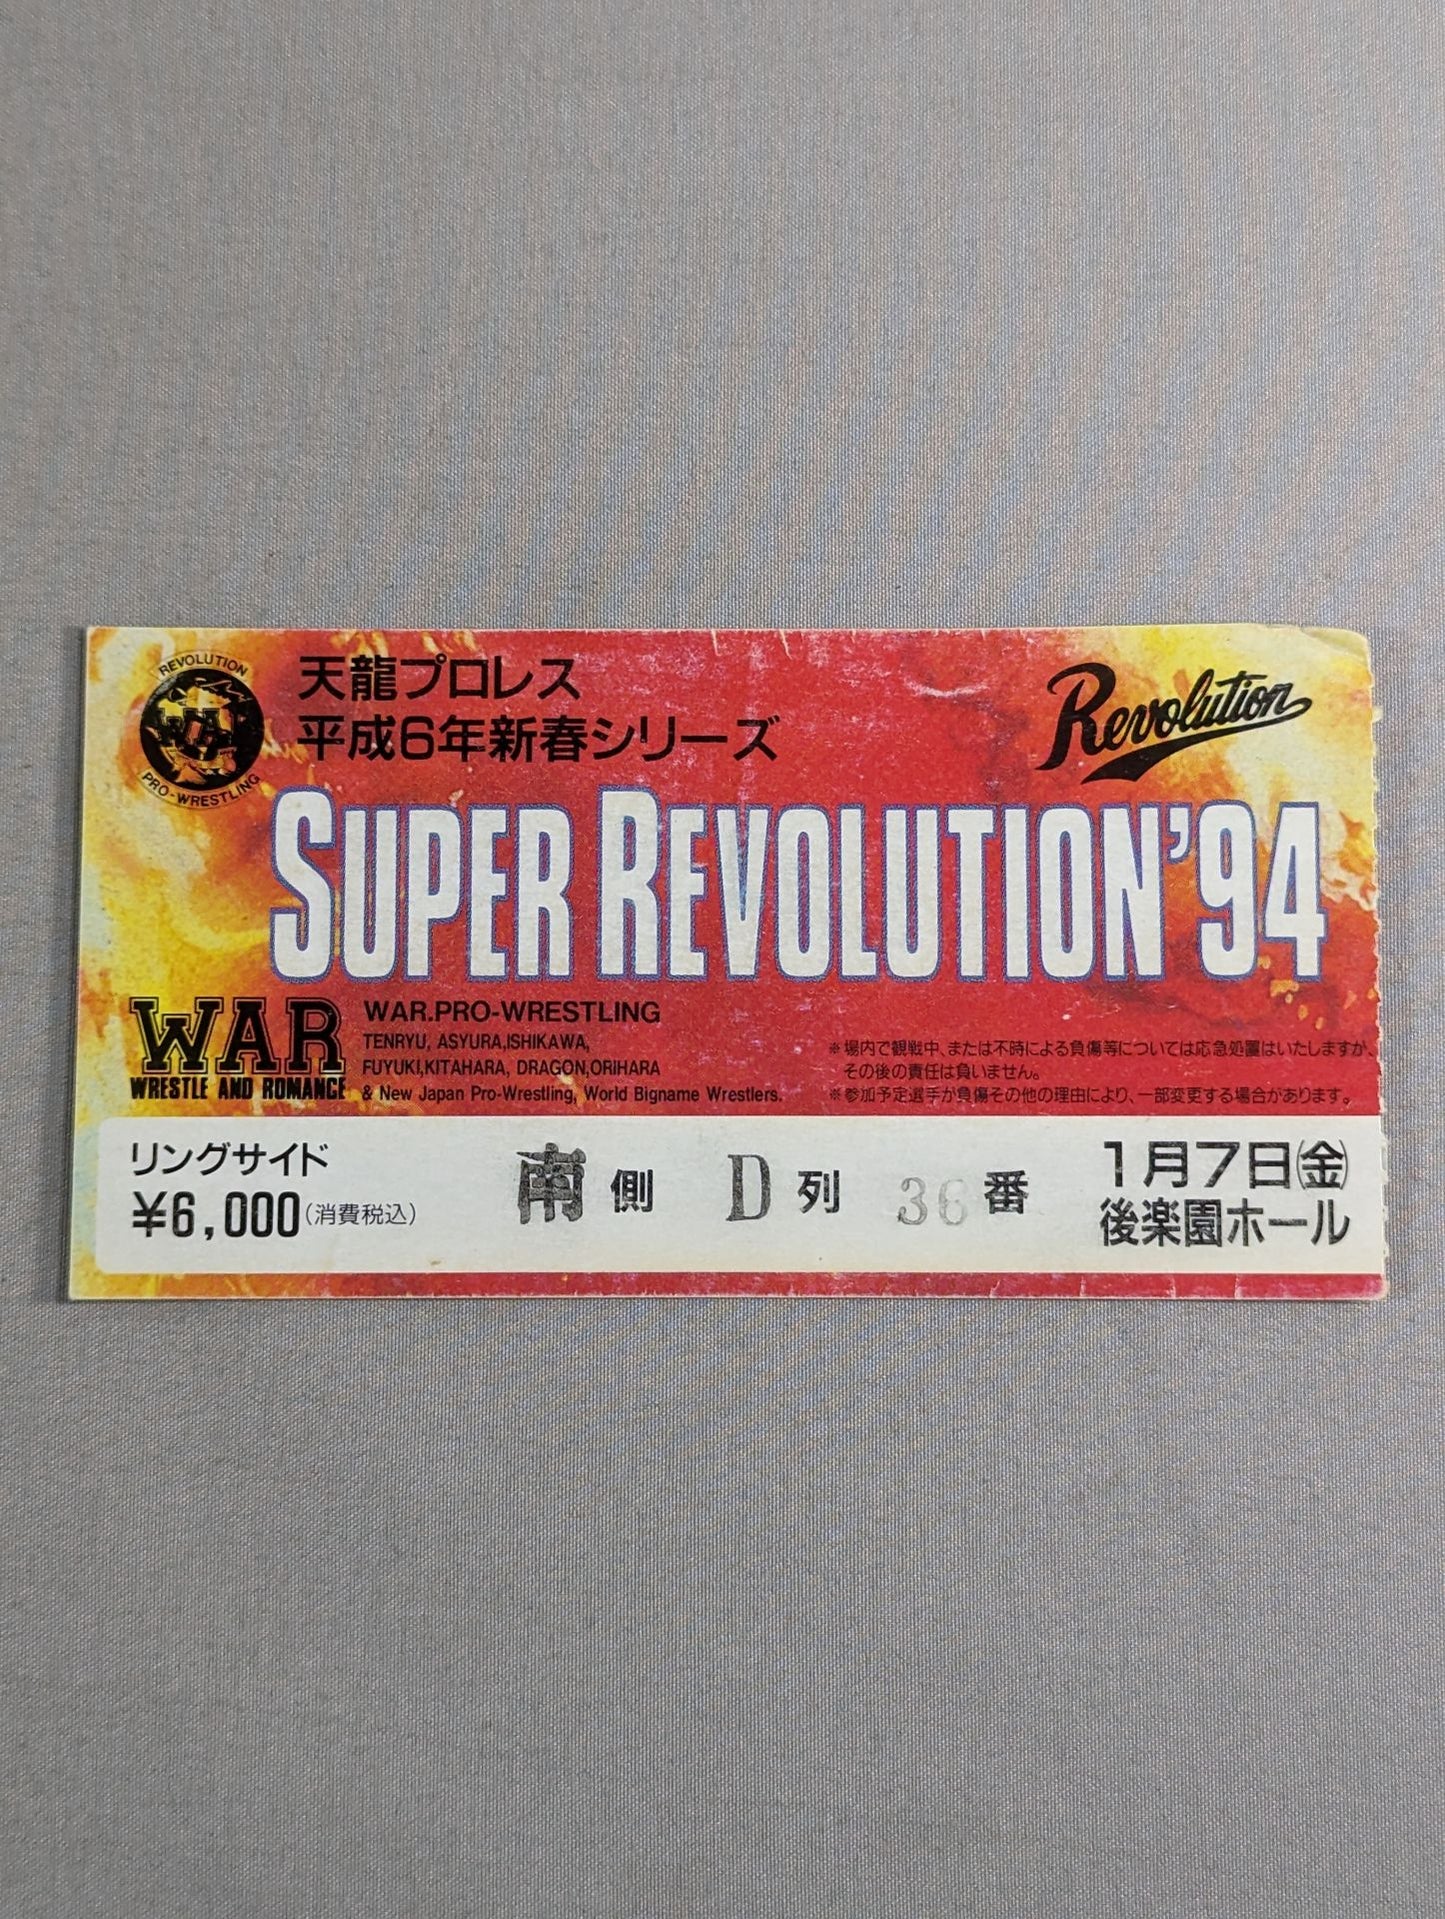 REVOLUTION
WAR
PRO-WRESTLING
天龍プロレス
平成6年新春シリーズ
Revolution
SUPER REVOLUTION'94
WAR
WRESTLE AND ROMANCE
WAR.PRO-WRESTLING
TENRYU, ASYURA,ISHIKAWA,
FUYUKI,KITAHARA, DRAGON,ORIHARA
& New Japan Pro-Wrestling, World Bigname Wrestlers.
※場内で観戦中、または不時による負傷等については応急処置はいたしますが、
その後の責任は負いません。
※参加予定選手が負傷その他の理由により、一部変更する場合があります。
リングサイド
¥6,000(消費税込)
南側 D列 36番
1月7日(金)
後楽園ホール